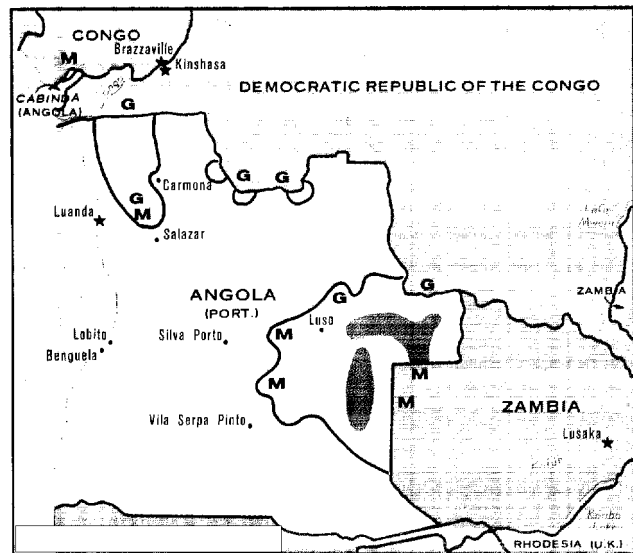 CONGO
Brazzaville
M
Kinshasa
DEMOCRATIC REPUBLIC OF THE CONGO
CABINDA
(ANGOLA)
G
G
G
Carmona
G
M
Luanda
Salazar
ZAMBIA
ANGOLA
(PORT.)
G
G
Luso
Lobito
Silva Porto
M
Benguela
M
M
M
ZAMBIA
Vila Serpa Pinto
Lusaka
RHODESIA (U.K.)